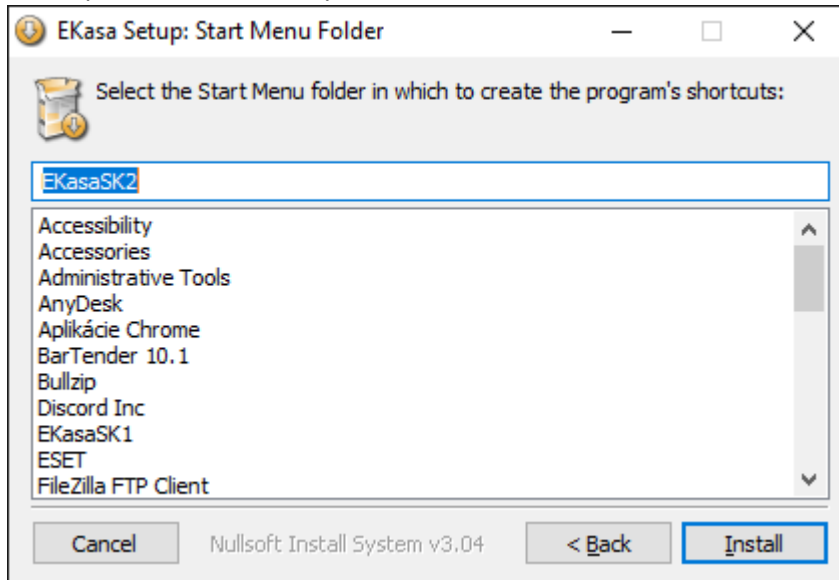 EKasa Setup: Start Menu Folder
Select the Start Menu folder in which to create the program's shortcuts:
EKasaSK2
Accessibility
Accessories
Administrative Tools
AnyDesk
Aplikácie Chrome
BarTender 10.1
Bullzip
Discord Inc
EKasaSK1
ESET
FileZilla FTP Client
Cancel Nullsoft Install System v3.04 < Back Install